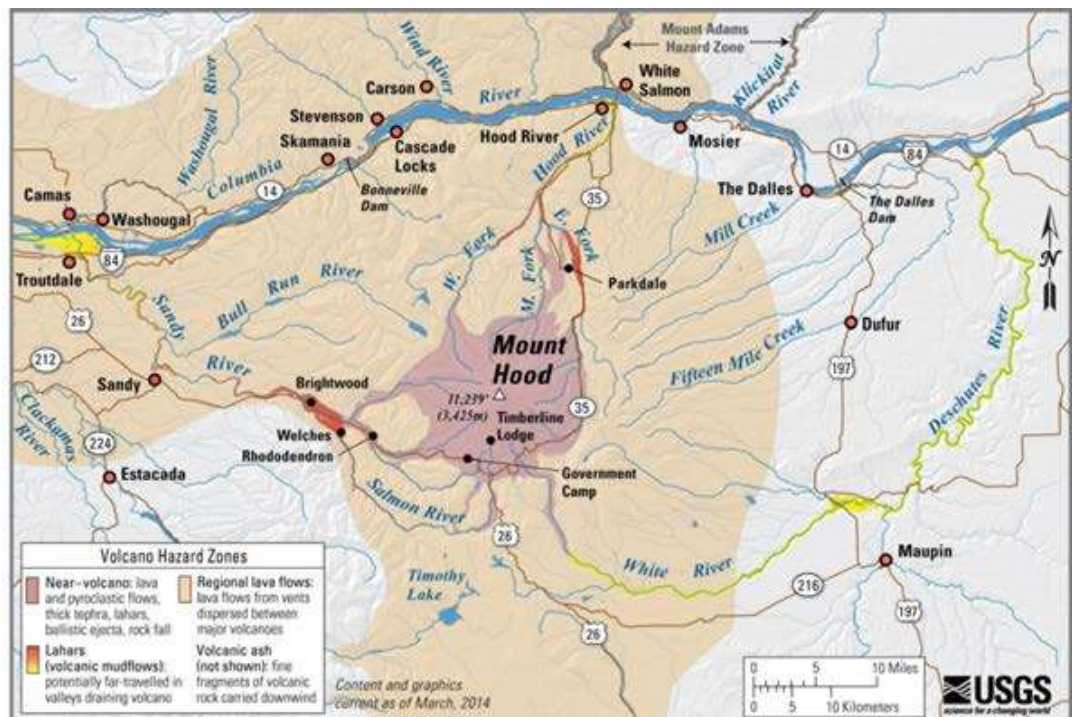 Mount Adams
Hazard Zone
Wind River
Carson
White
Salmon
Klickitat
River
Stevenson
River
Washougal River
Skamania
Cascade
Locks
Hood River
Hood River
Mosier
Columbia
14
84
Camas
14
Bonneville
Dam
35
The Dalles
The Dalles
Dam
Washougal
Mill Creek
E. Fork
W. Fork
M. Fork
84
Troutdale
Parkdale
N
Sandy
Bull Run River
26
Mount
Hood
Dufur
212
River
Fifteen Mile Creek
197
Deschutes
River
Sandy
Brightwood
11,239'
(3,425m)
Timberline
Lodge
35
Clackamas
River
Welches
224
Rhododendron
Government
Camp
Estacada
Salmon River
26
White River
Maupin
Timothy
Lake
216
197
26
Volcano Hazard Zones
Near-volcano: lava
and pyroclastic flows,
thick tephra, lahars,
ballistic ejecta, rock fall
Regional lava flows:
lava flows from vents
dispersed between
major volcanoes
Lahars
(volcanic mudflows):
potentially far-travelled in
valleys draining volcano
Volcanic ash
(not shown): fine
fragments of volcanic
rock carried downwind
Content and graphics
current as of March, 2014
0 5 10 Miles
0 5 10 Kilometers
USGS
science for a changing world